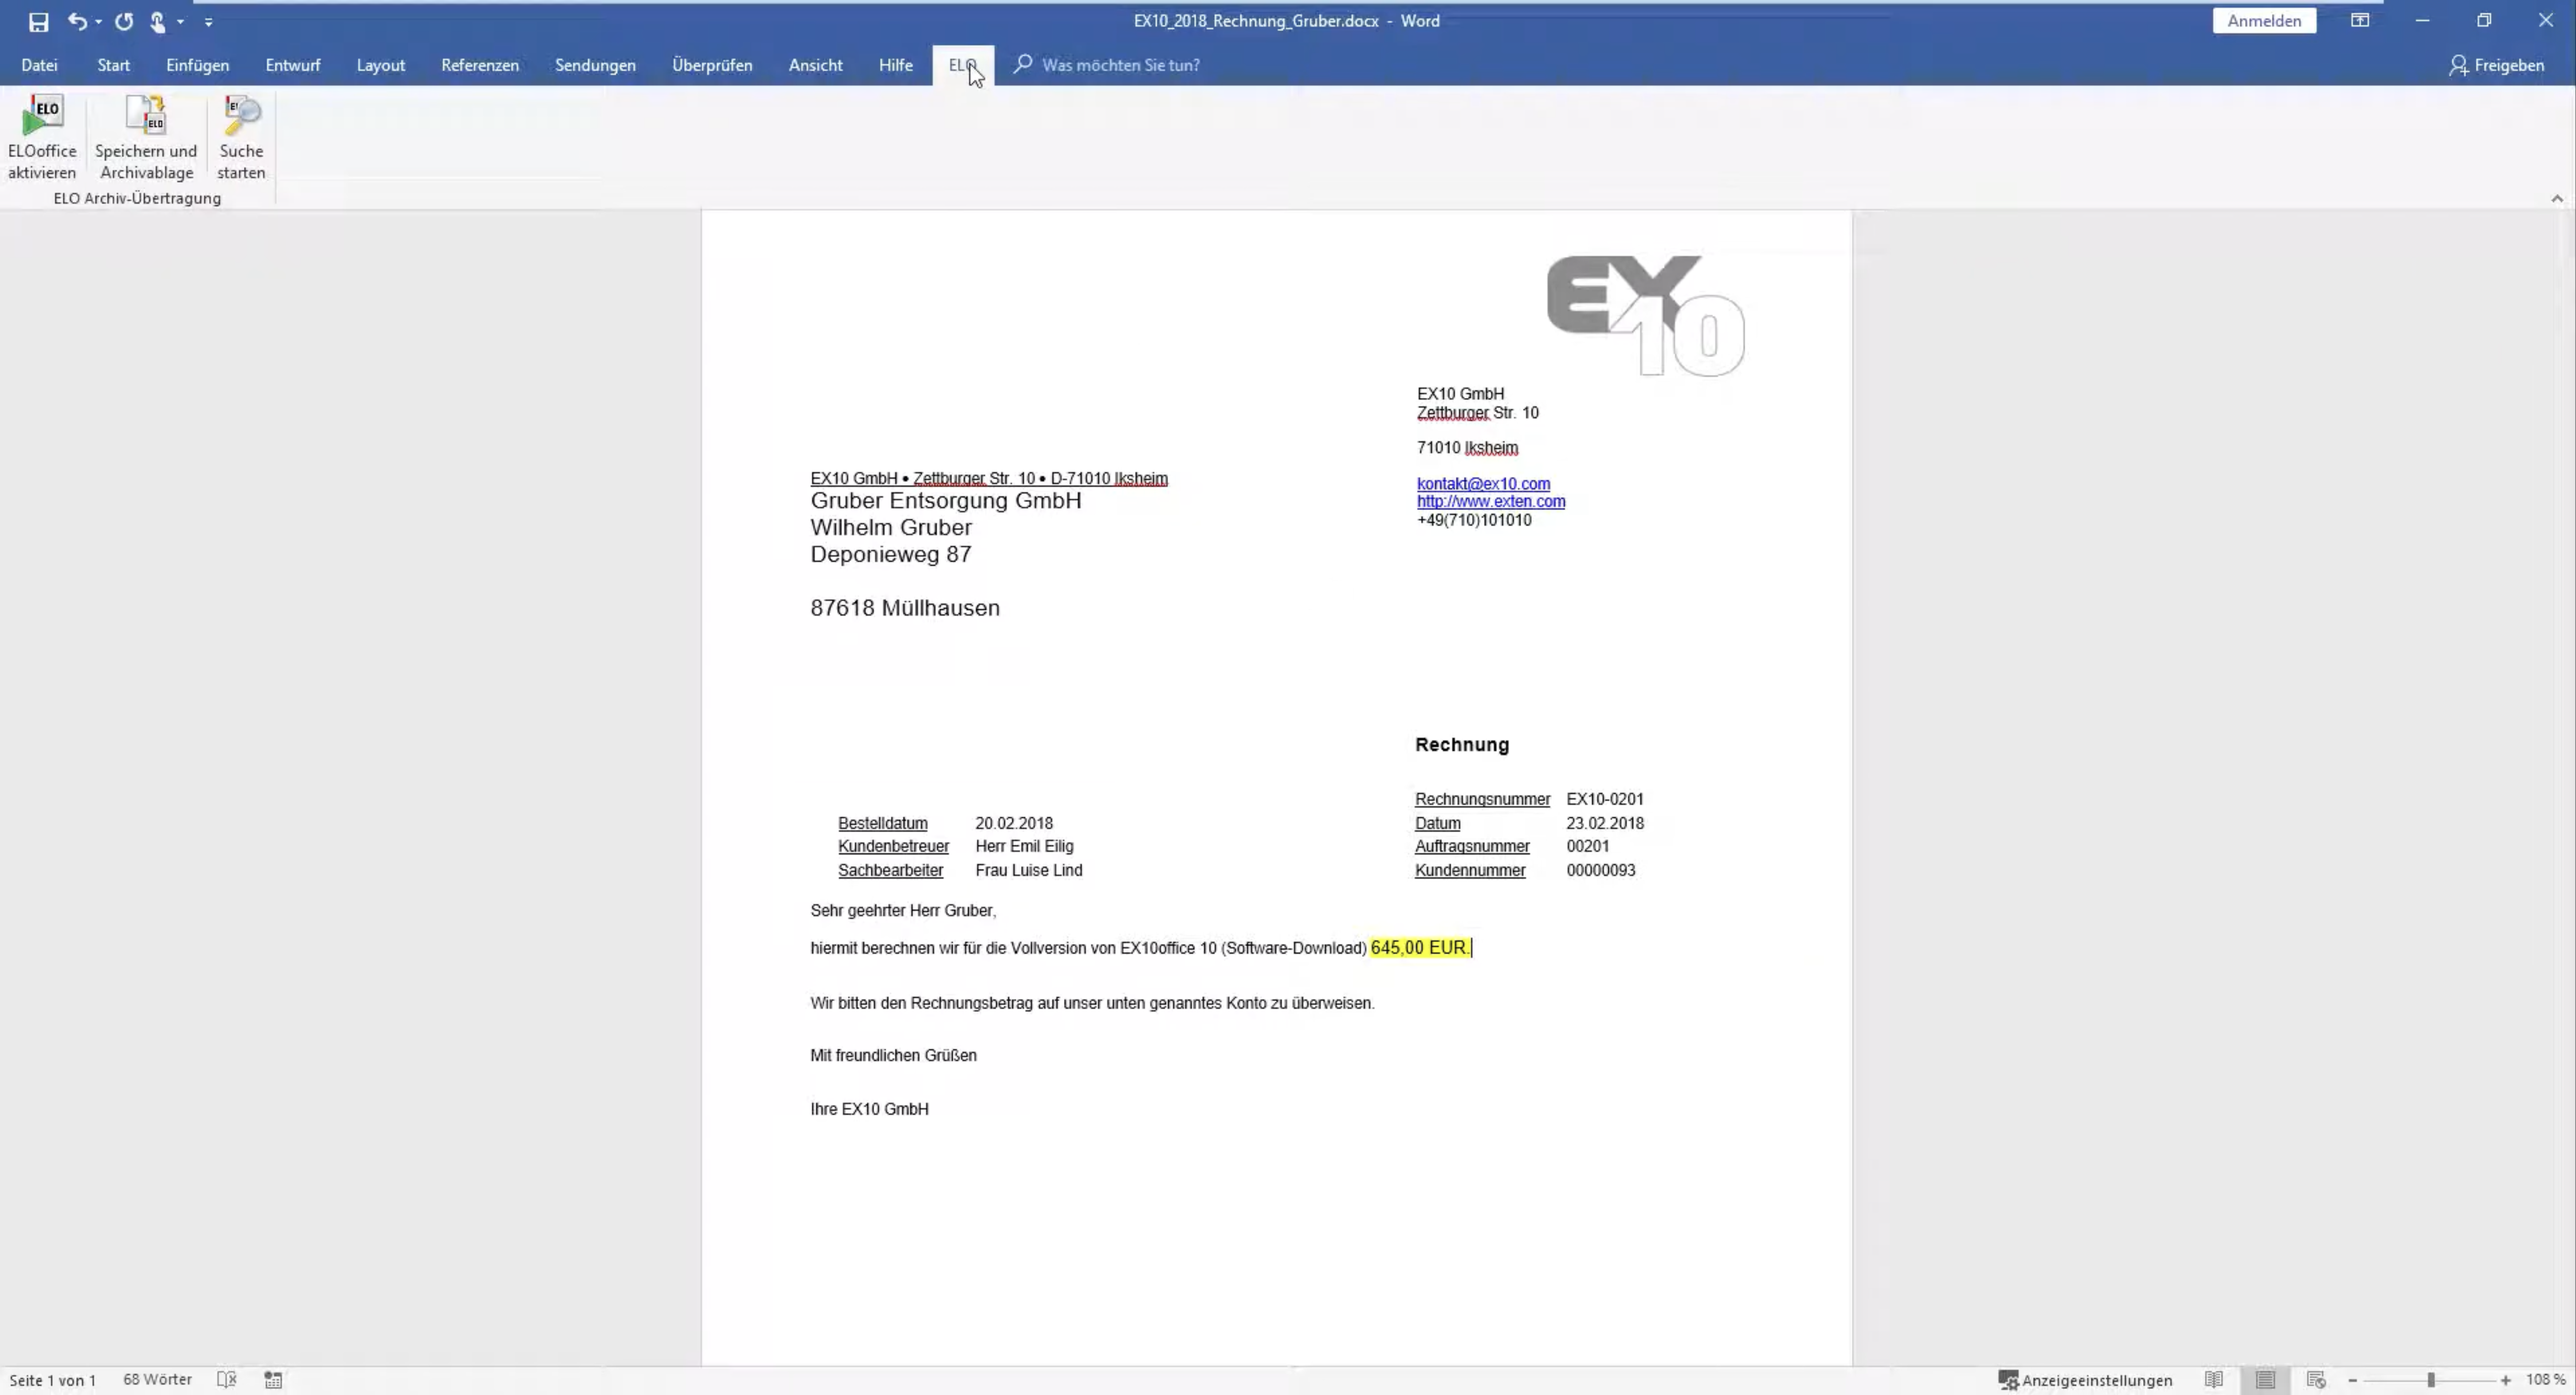 EX10_2018_Rechnung_Gruber.docx - Word
Anmelden
Datei Start Einfügen Entwurf Layout Referenzen Sendungen Überprüfen Ansicht Hilfe ELO Was möchten Sie tun? Freigeben
ELO ELO
ELOoffice aktivieren
Speichern und Archivablage
Suche starten
ELO Archiv-Übertragung
EX10
EX10 GmbH
Zettburger Str. 10
71010 Iksheim
kontakt@ex10.com
http://www.exten.com
+49(710)101010
EX10 GmbH • Zettburger Str. 10 • D-71010 Iksheim
Gruber Entsorgung GmbH
Wilhelm Gruber
Deponieweg 87
87618 Müllhausen
Rechnung
Rechnungsnummer EX10-0201
Bestelldatum 20.02.2018 Datum 23.02.2018
Kundenbetreuer Herr Emil Eilig Auftragsnummer 00201
Sachbearbeiter Frau Luise Lind Kundennummer 00000093
Sehr geehrter Herr Gruber,
hiermit berechnen wir für die Vollversion von EX10office 10 (Software-Download) 645,00 EUR.
Wir bitten den Rechnungsbetrag auf unser unten genanntes Konto zu überweisen.
Mit freundlichen Grüßen
Ihre EX10 GmbH
Seite 1 von 1 68 Wörter Anzeigeeinstellungen 108 %